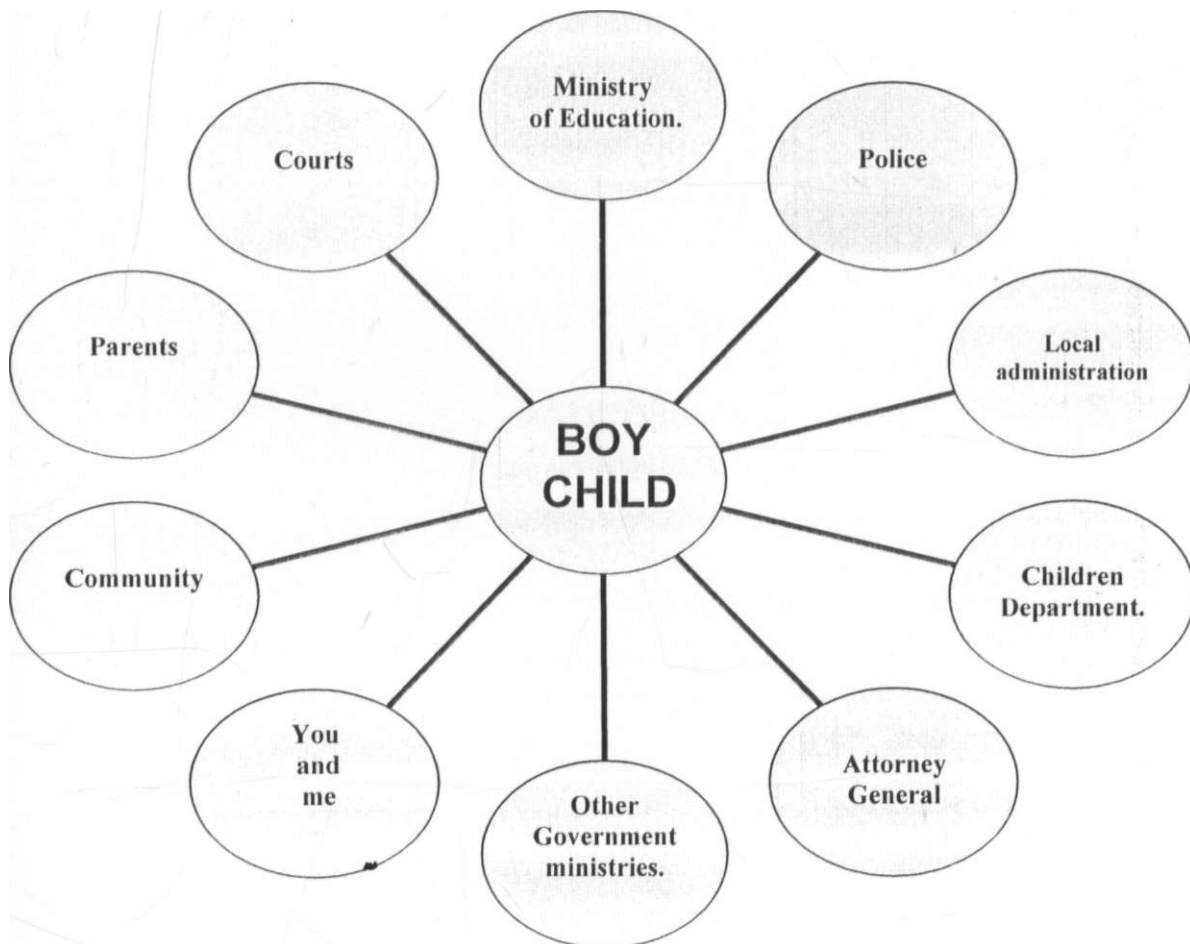 Ministry
of Education.
Police
Local
administration
Children
Department.
Attorney
General
Other
Government
ministries.
You
and
me
Community
Parents
Courts
BOY
CHILD